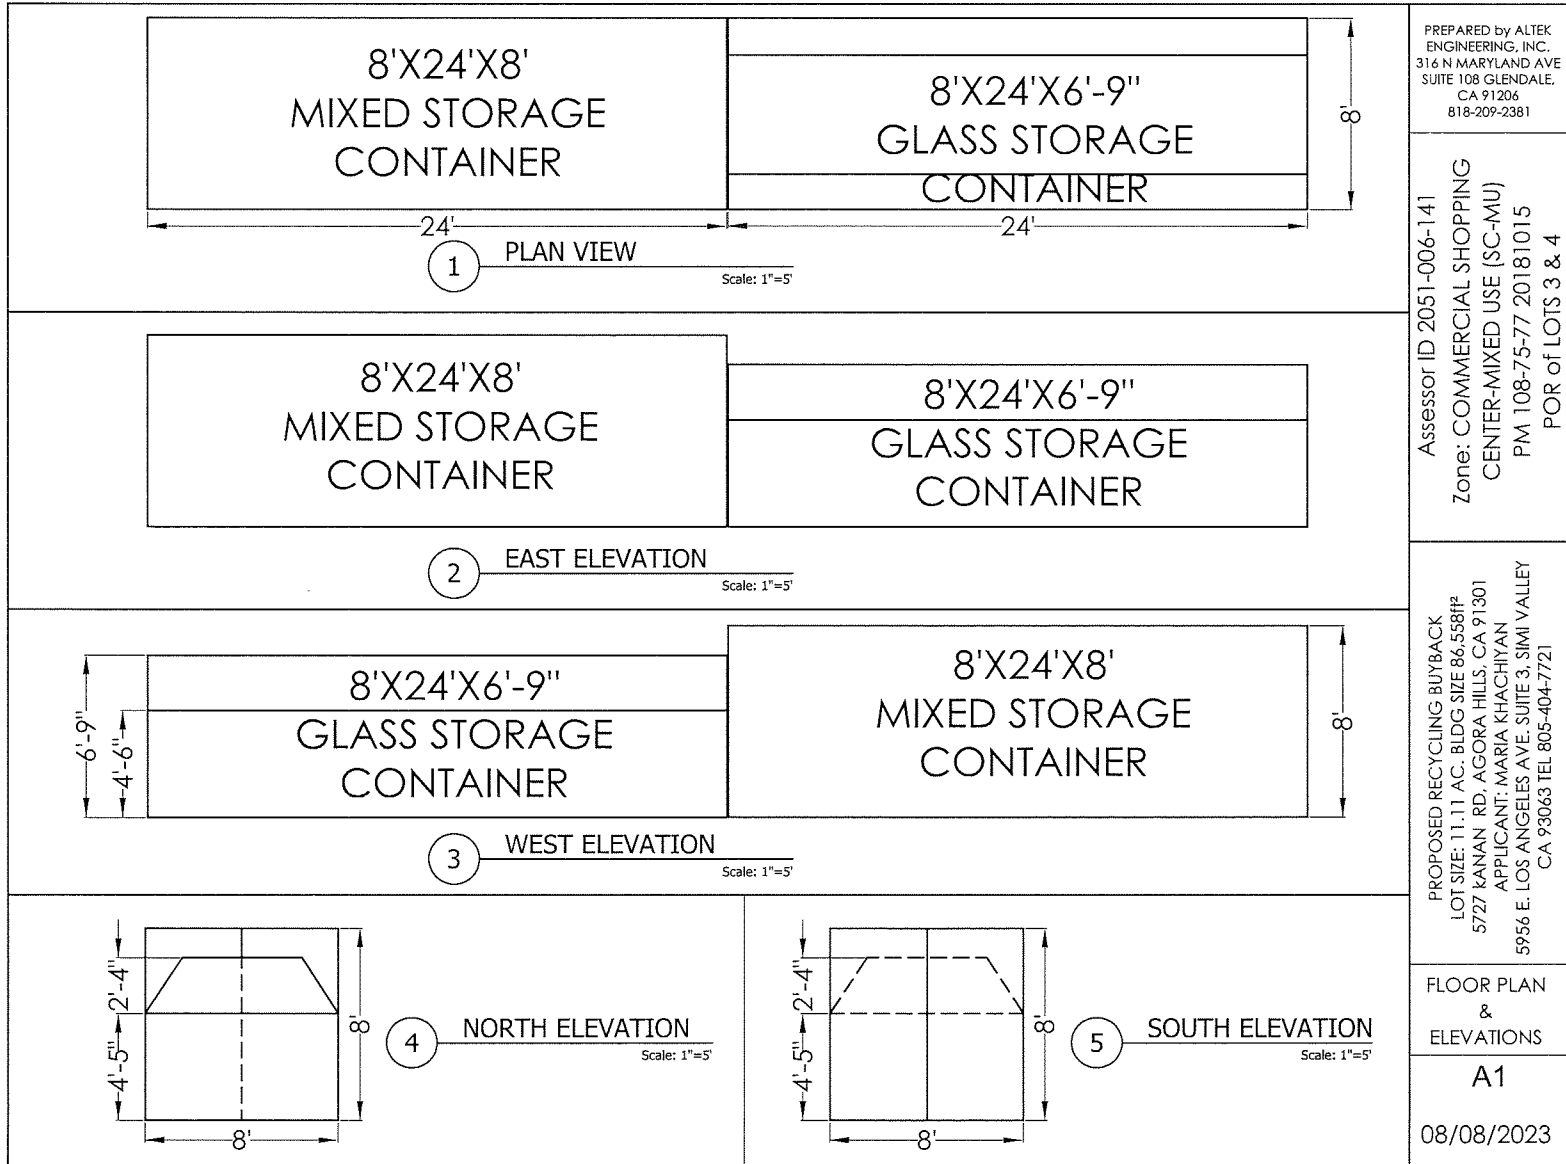 8'X24'X8'
MIXED STORAGE
CONTAINER
8'X24'X6'-9"
GLASS STORAGE
CONTAINER
8'
24'
24'
1
PLAN VIEW
Scale: 1"=5'
8'X24'X8'
MIXED STORAGE
CONTAINER
8'X24'X6'-9"
GLASS STORAGE
CONTAINER
2
EAST ELEVATION
Scale: 1"=5'
6'-9"
4'-6"
8'X24'X6'-9"
GLASS STORAGE
CONTAINER
8'X24'X8'
MIXED STORAGE
CONTAINER
8'
3
WEST ELEVATION
Scale: 1"=5'
2'-4"
4'-5"
8'
8'
4
NORTH ELEVATION
Scale: 1"=5'
2'-4"
4'-5"
8'
8'
5
SOUTH ELEVATION
Scale: 1"=5'
PREPARED by ALTEK
ENGINEERING, INC.
316 N MARYLAND AVE
SUITE 108 GLENDALE,
CA 91206
818-209-2381
Assessor ID 2051-006-141
Zone: COMMERCIAL SHOPPING
CENTER-MIXED USE (SC-MU)
PM 108-75-77 20181015
POR of LOTS 3 & 4
PROPOSED RECYCLING BUYBACK
LOT SIZE: 11.11 AC. BLDG SIZE 86,558ft²
5727 KANAN RD, AGORA HILLS, CA 91301
APPLICANT: MARIA KHACHIYAN
5956 E. LOS ANGELES AVE. SUITE 3, SIMI VALLEY
CA 93063 TEL 805-404-7721
FLOOR PLAN
&
ELEVATIONS
A1
08/08/2023